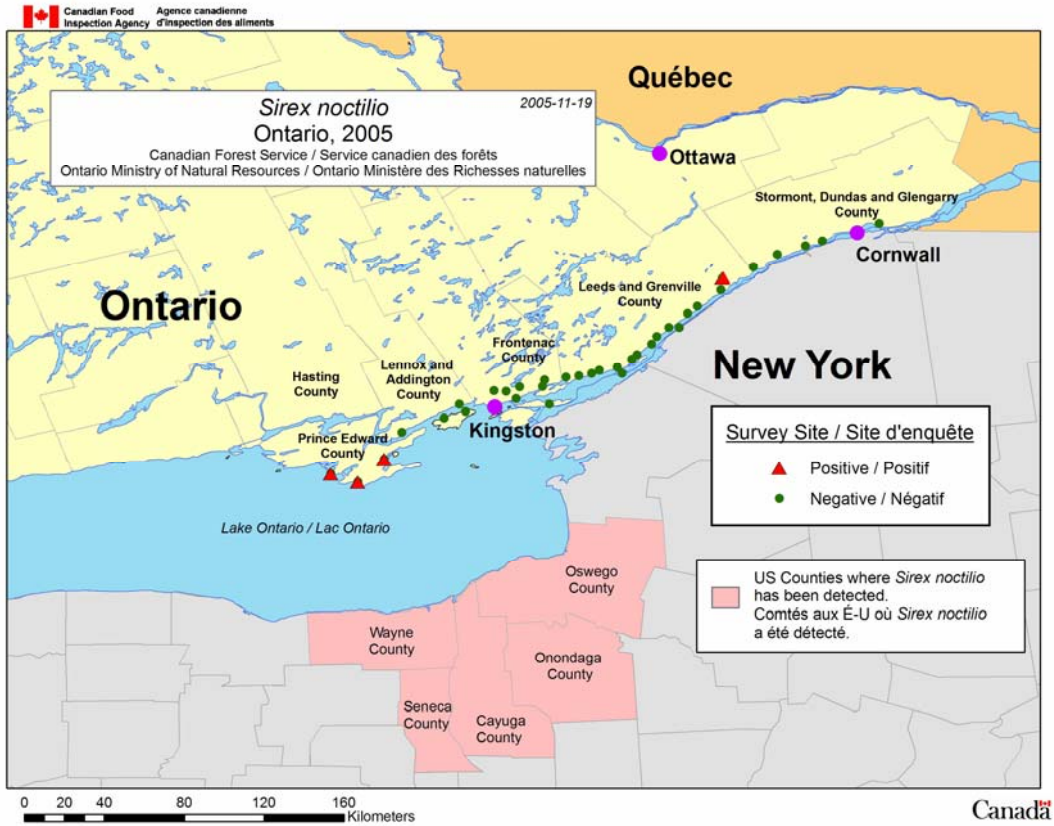 Canadian Food Agence canadienne
Inspection Agency d'inspection des aliments
Sirex noctilio
2005-11-19
Ontario, 2005
Canadian Forest Service / Service canadien des forêts
Ontario Ministry of Natural Resources / Ontario Ministère des Richesses naturelles
Québec
Ottawa
Stormont, Dundas and Glengarry
County
Cornwall
Leeds and Grenville
County
Ontario
Frontenac
County
Lennox and
Addington
County
Hasting
County
New York
Kingston
Prince Edward
County
Survey Site / Site d'enquête
Positive / Positif
Negative / Négatif
Lake Ontario / Lac Ontario
US Counties where Sirex noctilio
has been detected.
Comtés aux É-U où Sirex noctilio
a été détecté.
Oswego
County
Wayne
County
Onondaga
County
Seneca
County
Cayuga
County
0 20 40 80 120 160
Kilometers
Canada